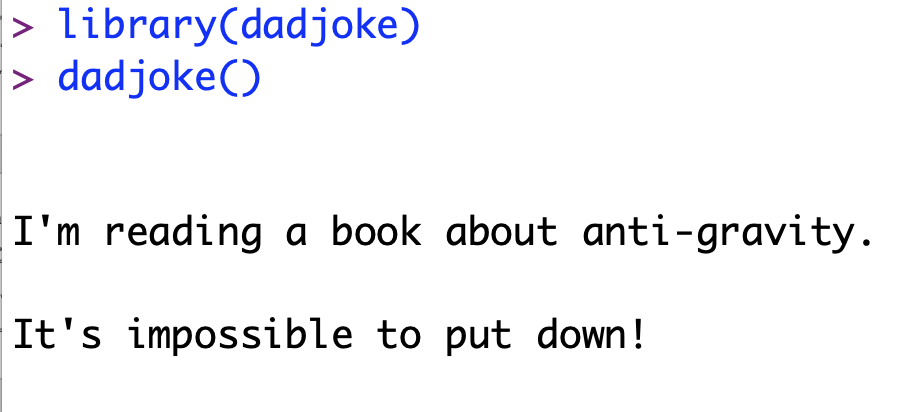 > library(dadjoke)
> dadjoke()
I'm reading a book about anti-gravity.
It's impossible to put down!